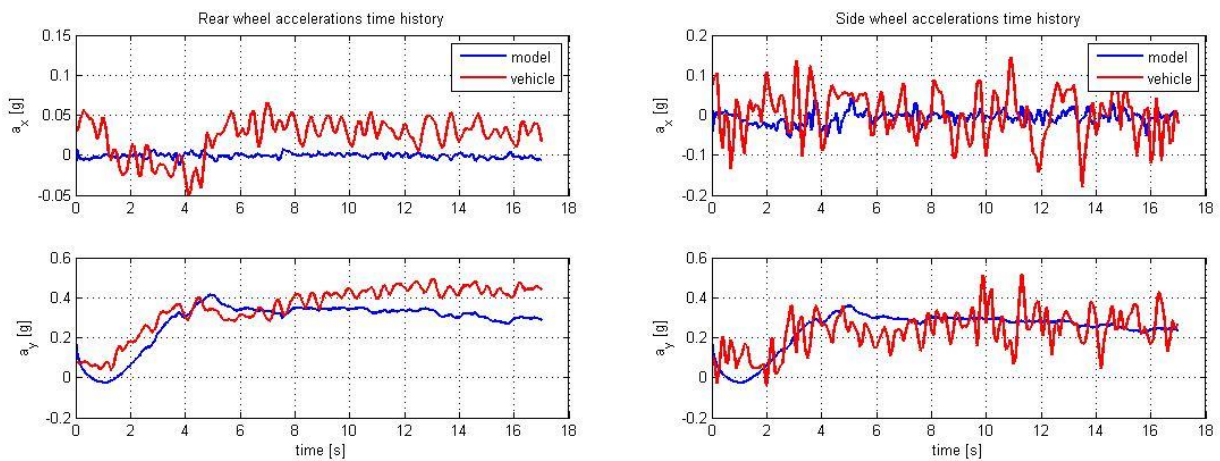 Rear wheel accelerations time history
0.15
0.1
0.05
0
-0.05
a_x [g]
model
vehicle
0 2 4 6 8 10 12 14 16 18
0.6
0.4
0.2
0
-0.2
a_y [g]
0 2 4 6 8 10 12 14 16 18
time [s]
Side wheel accelerations time history
0.2
0.1
0
-0.1
-0.2
a_x [g]
model
vehicle
0 2 4 6 8 10 12 14 16 18
0.6
0.4
0.2
0
-0.2
a_y [g]
0 2 4 6 8 10 12 14 16 18
time [s]